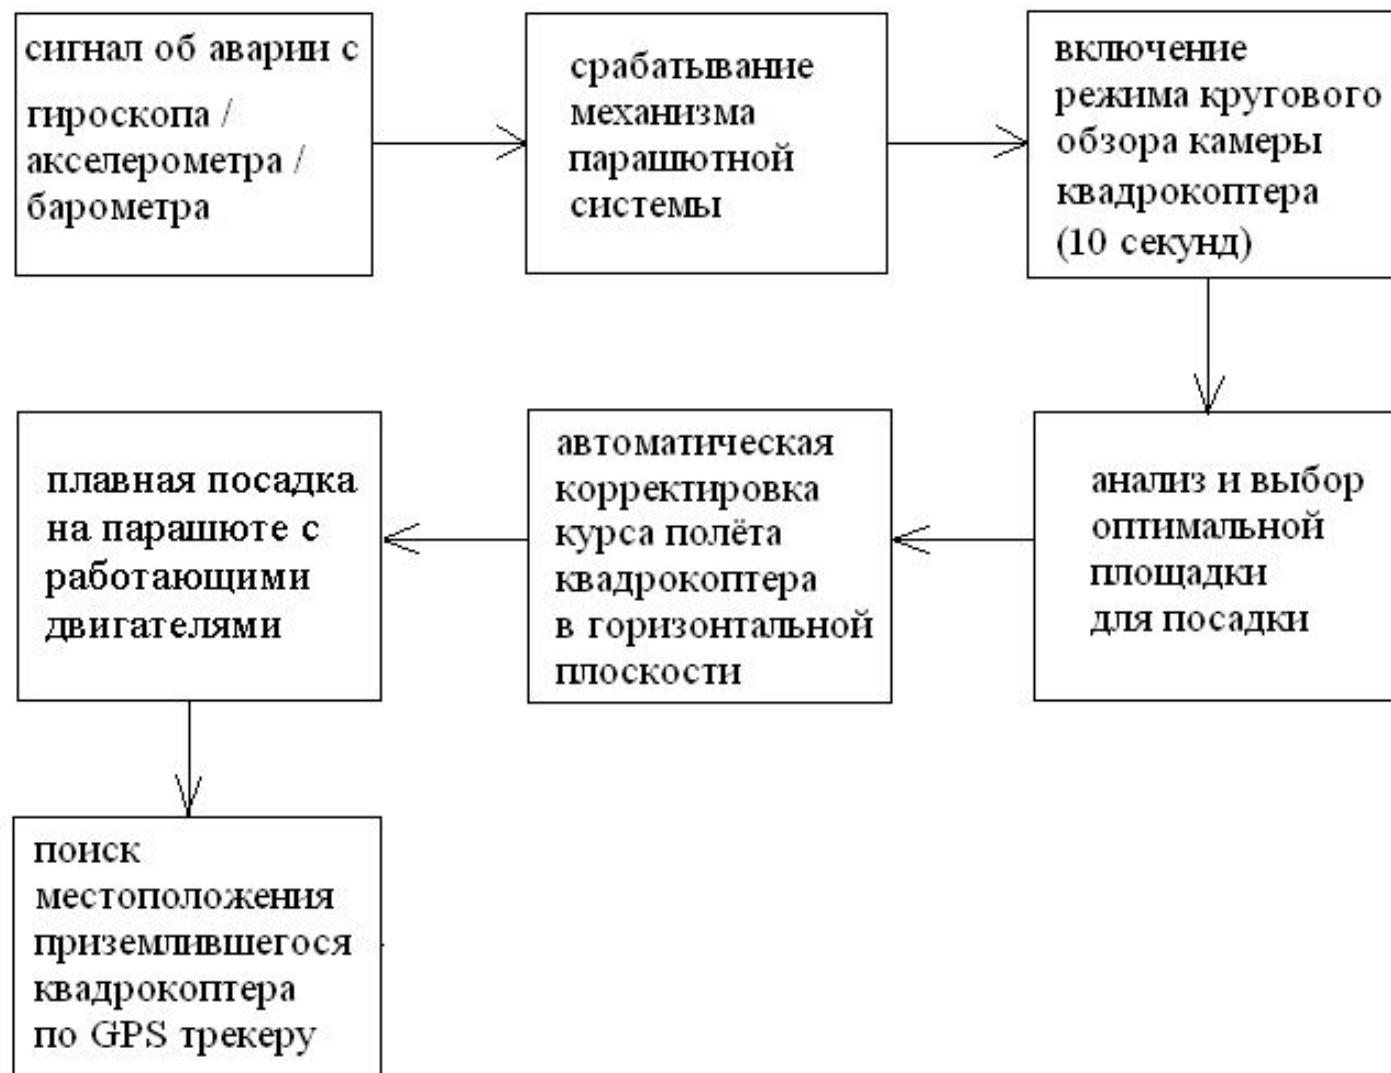 сигнал об аварии с
гироскопа /
акселерометра /
барометра
срабатывание
механизма
парашютной
системы
включение
режима кругового
обзора камеры
квадрокоптера
(10 секунд)
анализ и выбор
оптимальной
площадки
для посадки
автоматическая
корректировка
курса полёта
квадрокоптера
в горизонтальной
плоскости
плавная посадка
на парашюте с
работающими
двигателями
поиск
местоположения
приземлившегося
квадрокоптера
по GPS трекеру